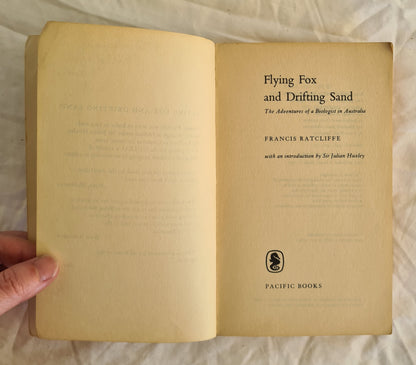 Flying Fox
and Drifting Sand
The Adventures of a Biologist in Australia
FRANCIS RATCLIFFE
with an introduction by Sir Julian Huxley
PACIFIC BOOKS